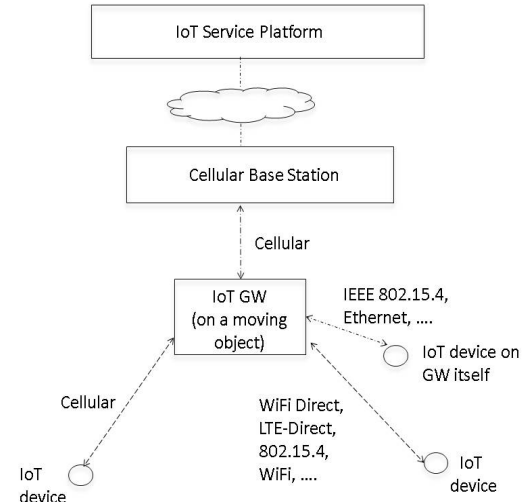 IoT Service Platform
Cellular Base Station
Cellular
IoT GW
(on a moving
object)
IEEE 802.15.4,
Ethernet, ....
IoT device on
GW itself
Cellular
WiFi Direct,
LTE-Direct,
802.15.4,
WiFi, ....
IoT
device
IoT
device